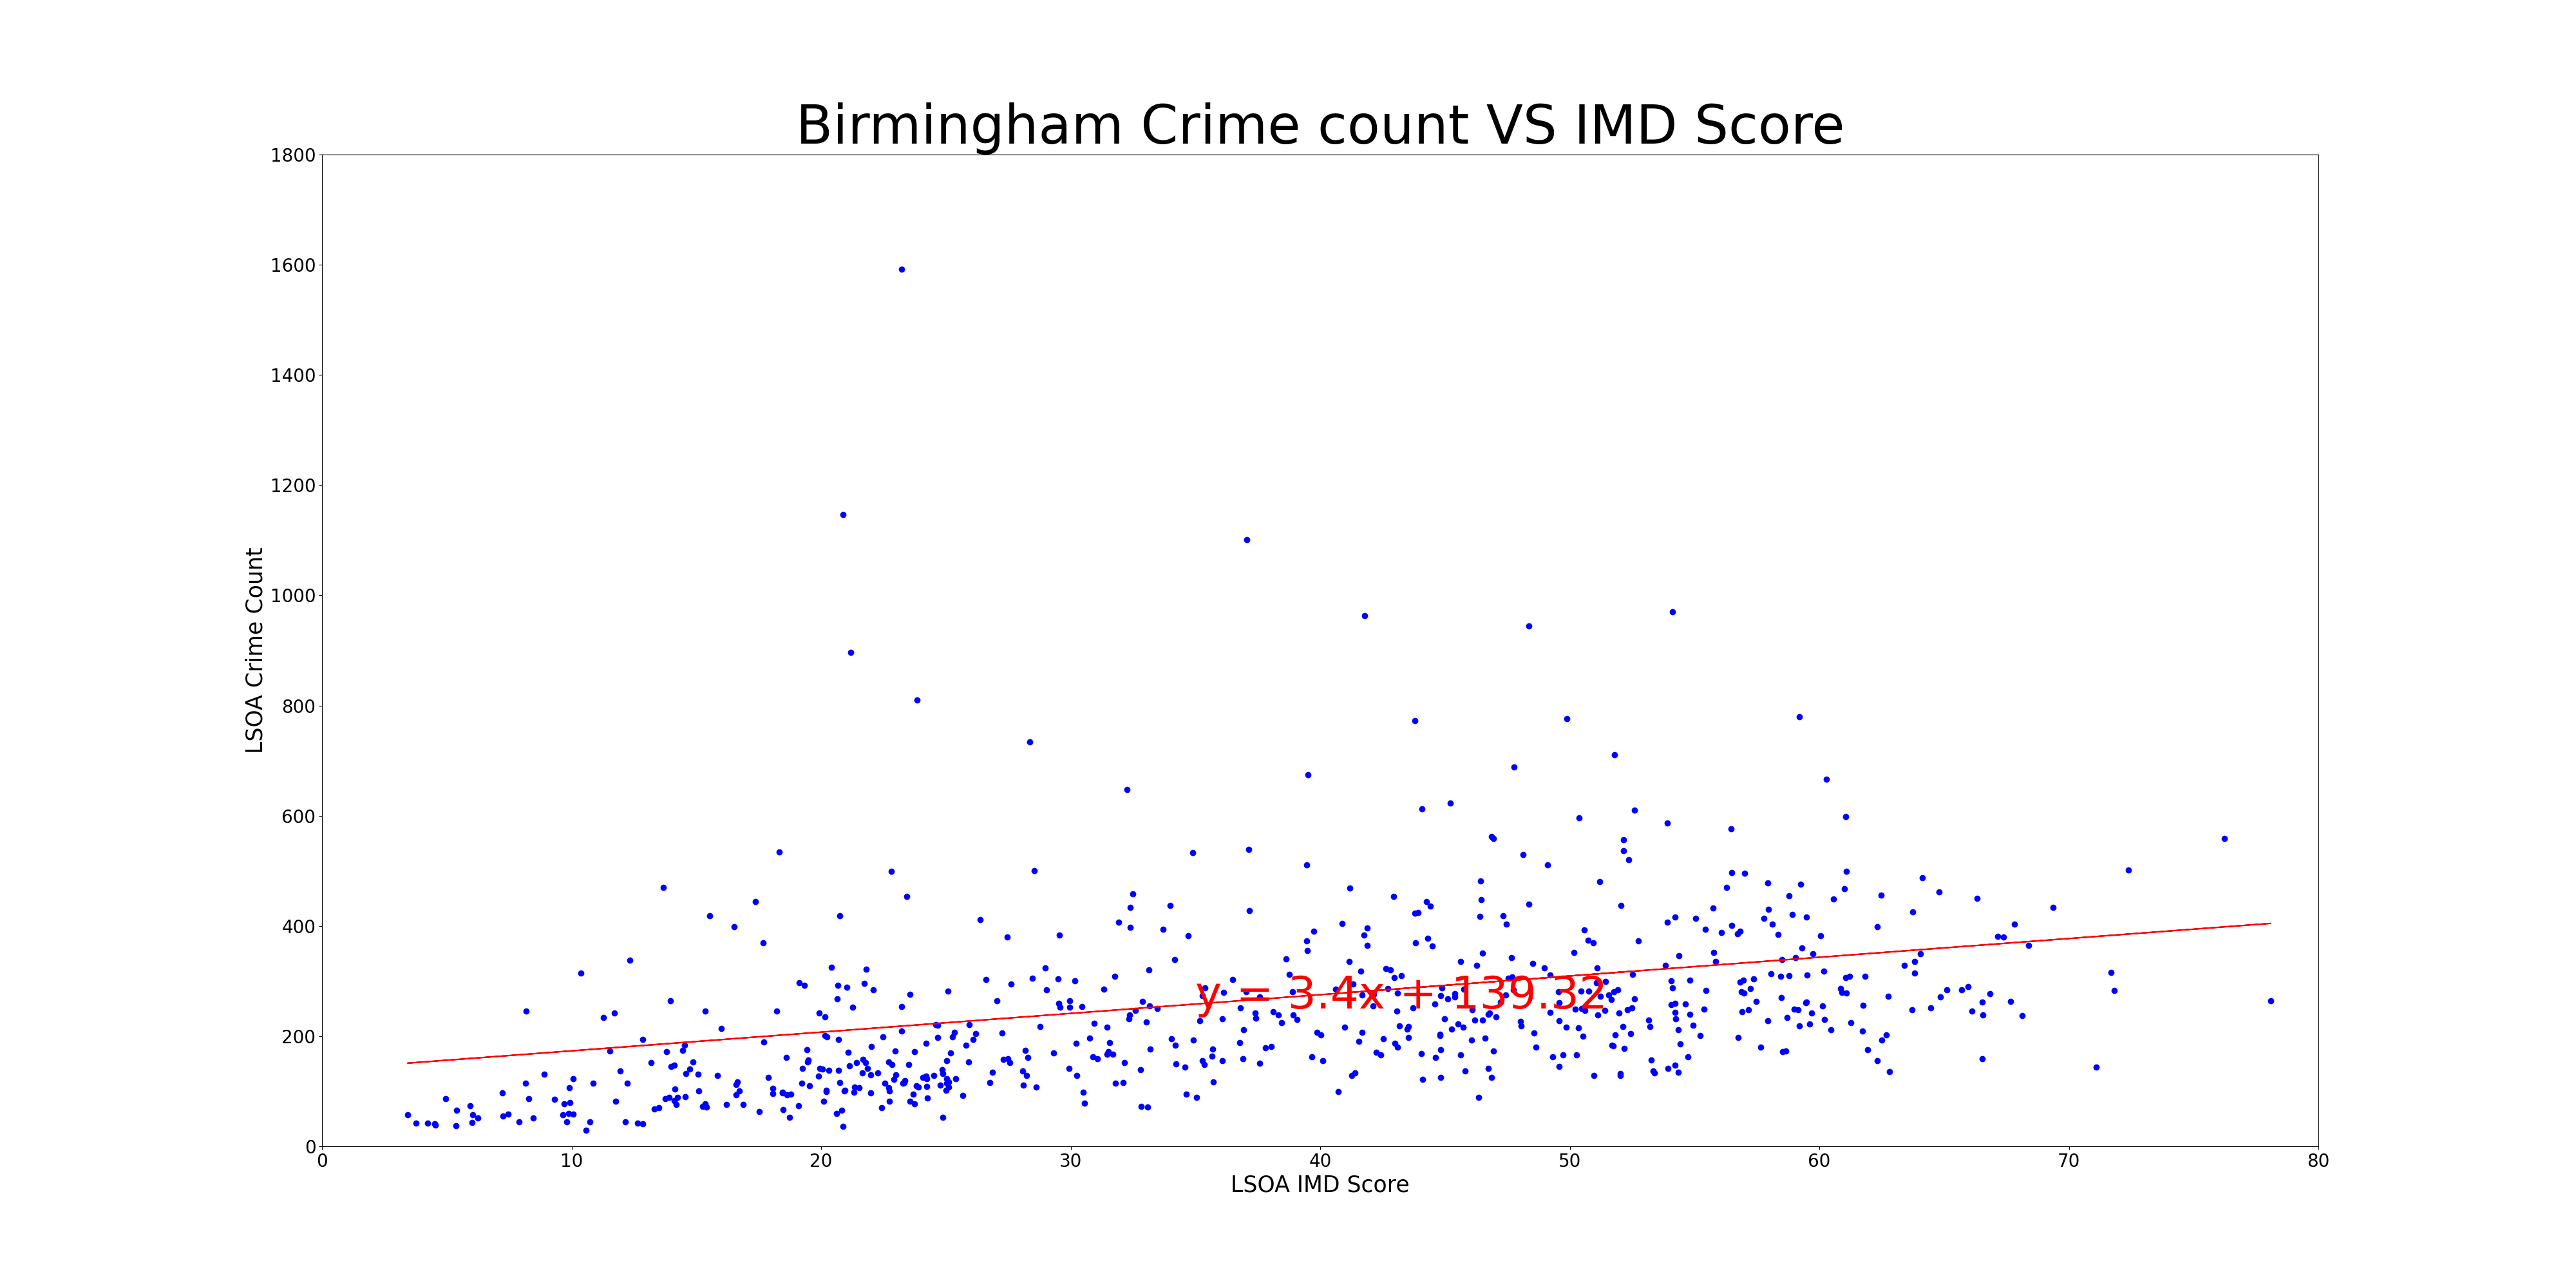 Birmingham Crime count VS IMD Score
1800
1600
1400
1200
1000
800
600
400
200
0
LSOA Crime Count
y = 3.4x + 139.32
0 10 20 30 40 50 60 70 80
LSOA IMD Score